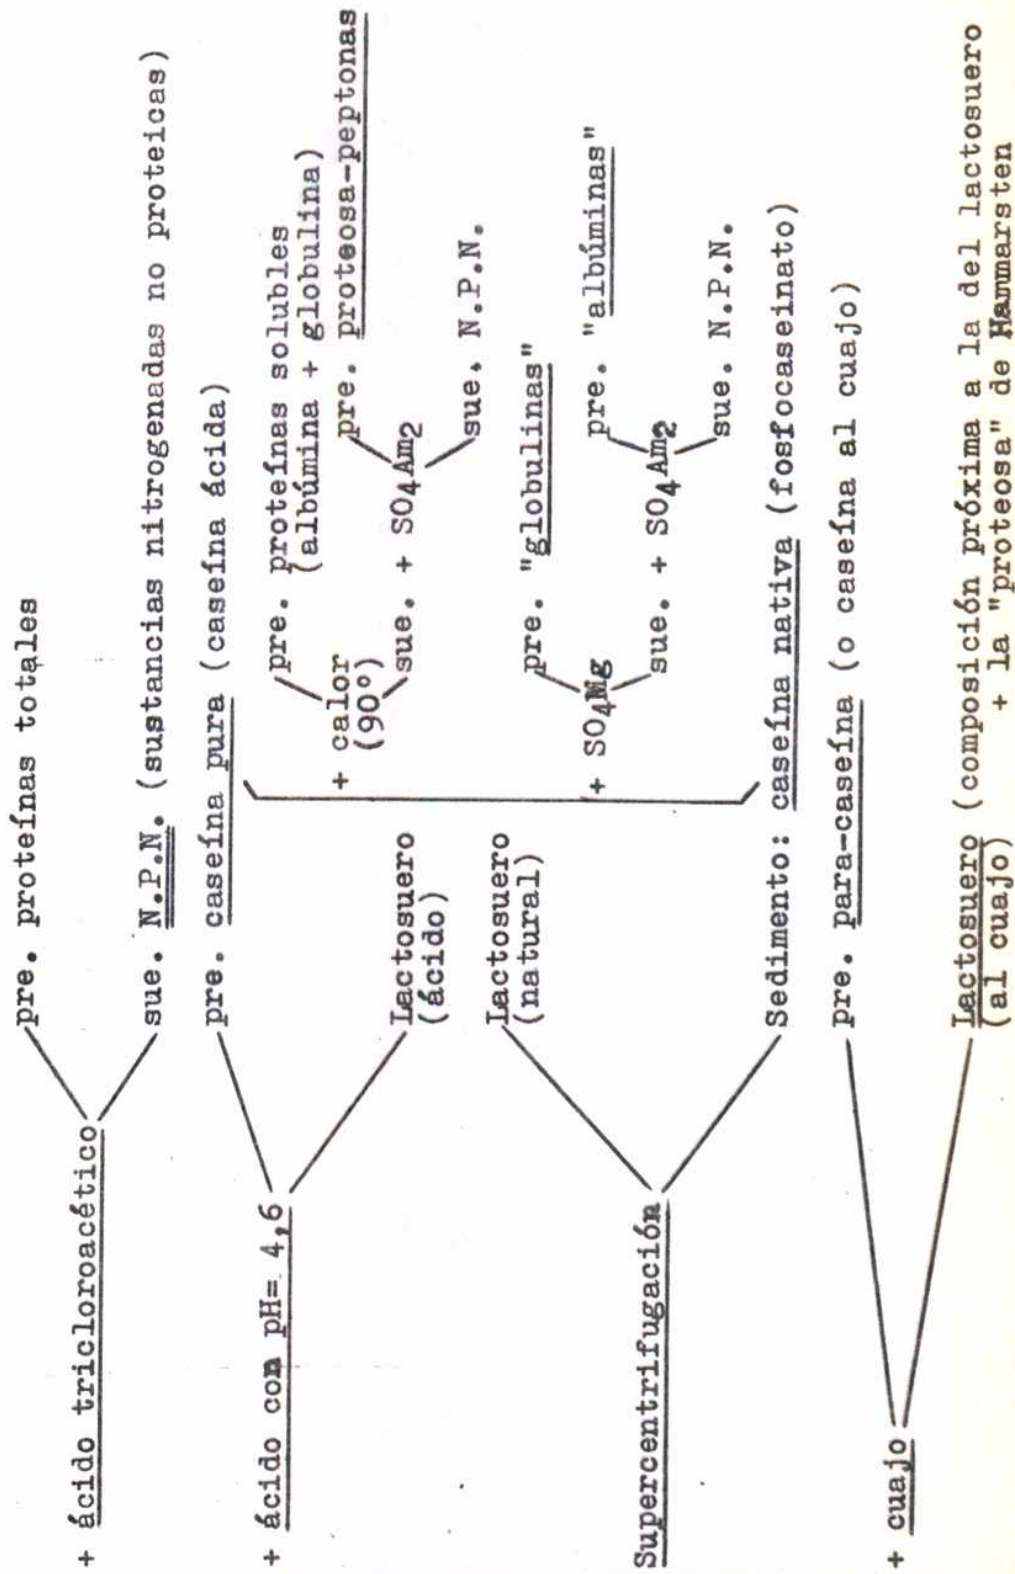 pre. proteínas totales
+ ácido tricloroacético
sue. N.P.N. (sustancias nitrogenadas no proteicas)
pre. caseína pura (caseína ácida)
+ ácido con pH= 4,6
Lactosuero
(ácido)
+ calor
(90º)
pre. proteínas solubles
(albúmina + globulina)
sue. + SO4Am2
pre. proteosa-peptonas
sue. N.P.N.
Lactosuero
(natural)
+ SO4Mg
pre. "globulinas"
sue. + SO4Am2
pre. "albúminas"
sue. N.P.N.
Supercentrifugación
Sedimento: caseína nativa (fosfocaseinato)
pre. para-caseína (o caseína al cuajo)
+ cuajo
Lactosuero (composición próxima a la del lactosuero
(al cuajo) + la "proteosa" de Hammarsten